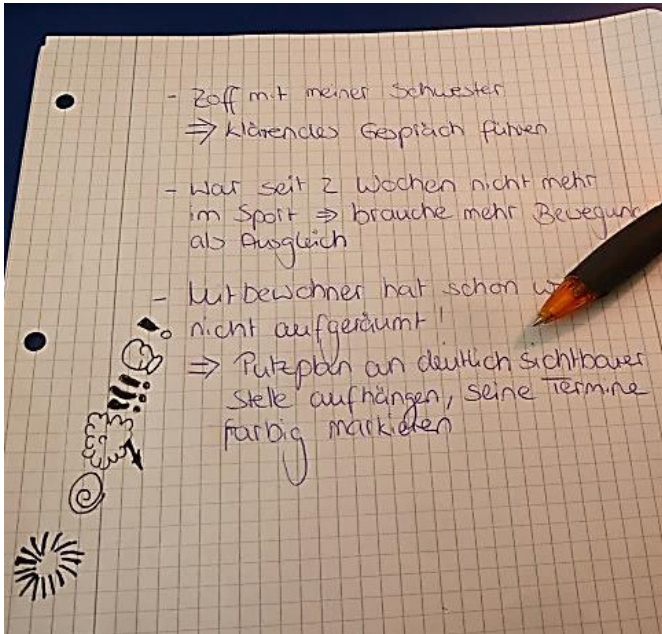 - Zoff mit meiner Schwester
⇒ klärendes Gespräch führen
- War seit 2 Wochen nicht mehr
im Sport ⇒ brauche mehr Bewegung
als Ausgleich
- Mitbewohner hat schon
nicht aufgeräumt!
⇒ Putzplan an deutlich sichtbarer
Stelle aufhängen, seine Termine
farbig markieren